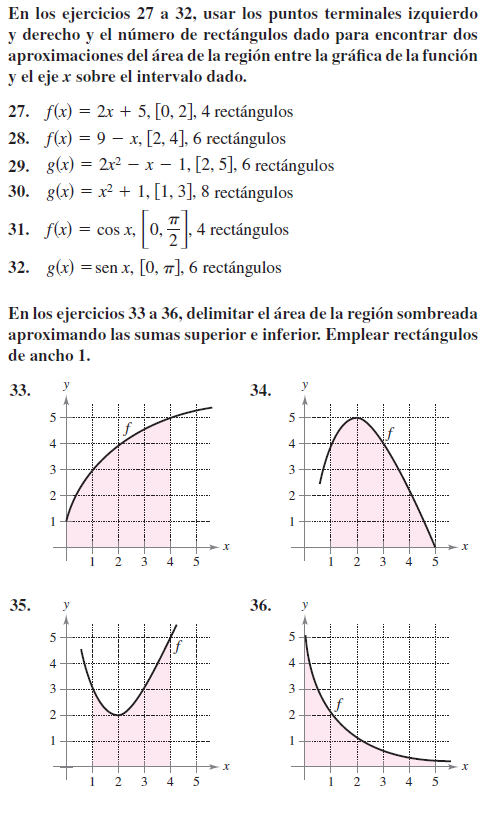 En los ejercicios 27 a 32, usar los puntos terminales izquierdo
y derecho y el número de rectángulos dado para encontrar dos
aproximaciones del área de la región entre la gráfica de la función
y el eje x sobre el intervalo dado.
27. f(x) = 2x + 5, [0, 2], 4 rectángulos
28. f(x) = 9 − x, [2, 4], 6 rectángulos
29. g(x) = 2x² − x − 1, [2, 5], 6 rectángulos
30. g(x) = x² + 1, [1, 3], 8 rectángulos
31. f(x) = cos x, [0, π/2], 4 rectángulos
32. g(x) = sen x, [0, π], 6 rectángulos
En los ejercicios 33 a 36, delimitar el área de la región sombreada
aproximando las sumas superior e inferior. Emplear rectángulos
de ancho 1.
33.
y
5
f
4
3
2
1
x
1 2 3 4 5
34.
y
5
f
4
3
2
1
x
1 2 3 4 5
35.
y
5
f
4
3
2
1
x
1 2 3 4 5
36.
y
5
4
3
f
2
1
x
1 2 3 4 5